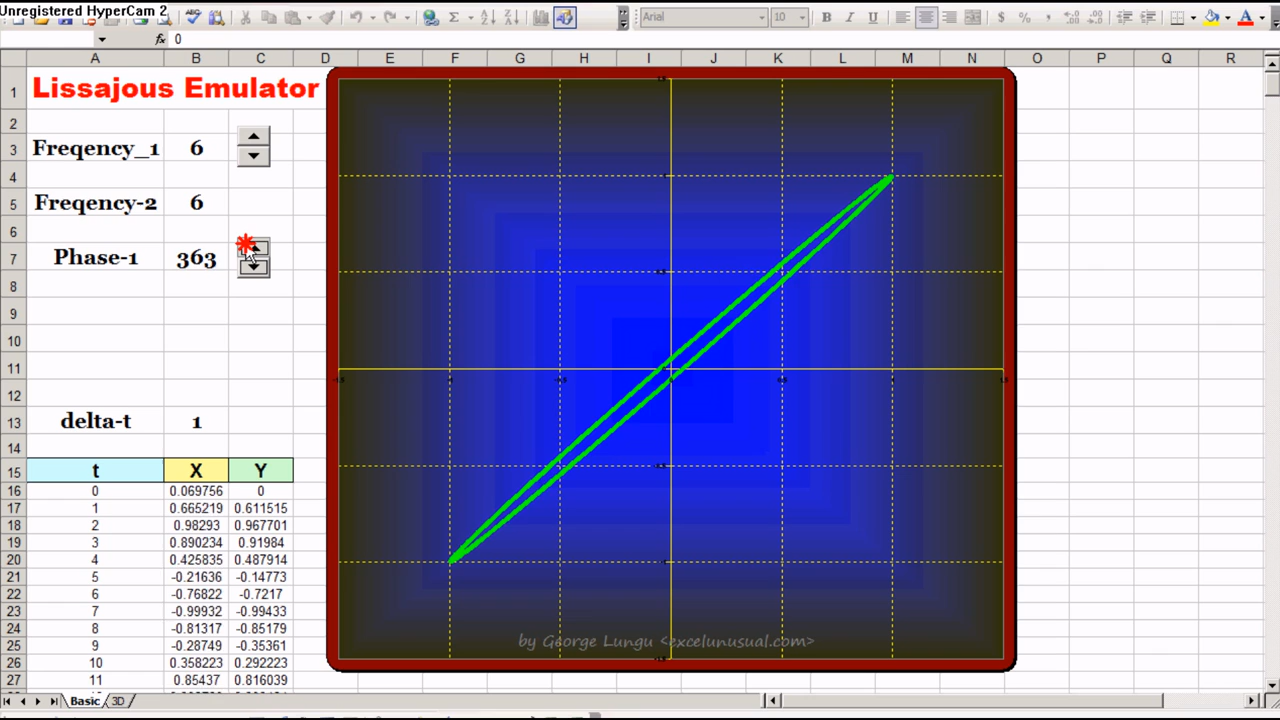 Unregistered HyperCam 2
Arial 10 B I U $ % ,
fx 0
A B C D E F G H I J K L M N O P Q R
1 Lissajous Emulator
2
3 Freqency_1 6
4
5 Freqency-2 6
6
7 Phase-1 363
8
9
10
11
12
13 delta-t 1
14
15 t X Y
16 0 0.069756 0
17 1 0.665219 0.611515
18 2 0.98293 0.967701
19 3 0.890234 0.91984
20 4 0.425835 0.487914
21 5 -0.21636 -0.14773
22 6 -0.76822 -0.7217
23 7 -0.99932 -0.99433
24 8 -0.81317 -0.85179
25 9 -0.28749 -0.35361
26 10 0.358223 0.292223
27 11 0.85437 0.816039
by George Lungu <excelunusual.com>
Basic 3D